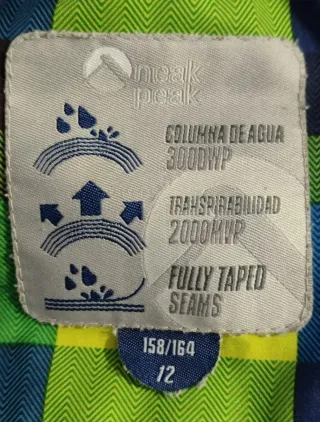 neak
peak
COLUMNA DE AGUA
3000WP
TRANSPIRABILIDAD
2000MVP
FULLY TAPED
SEAMS
158/164
12